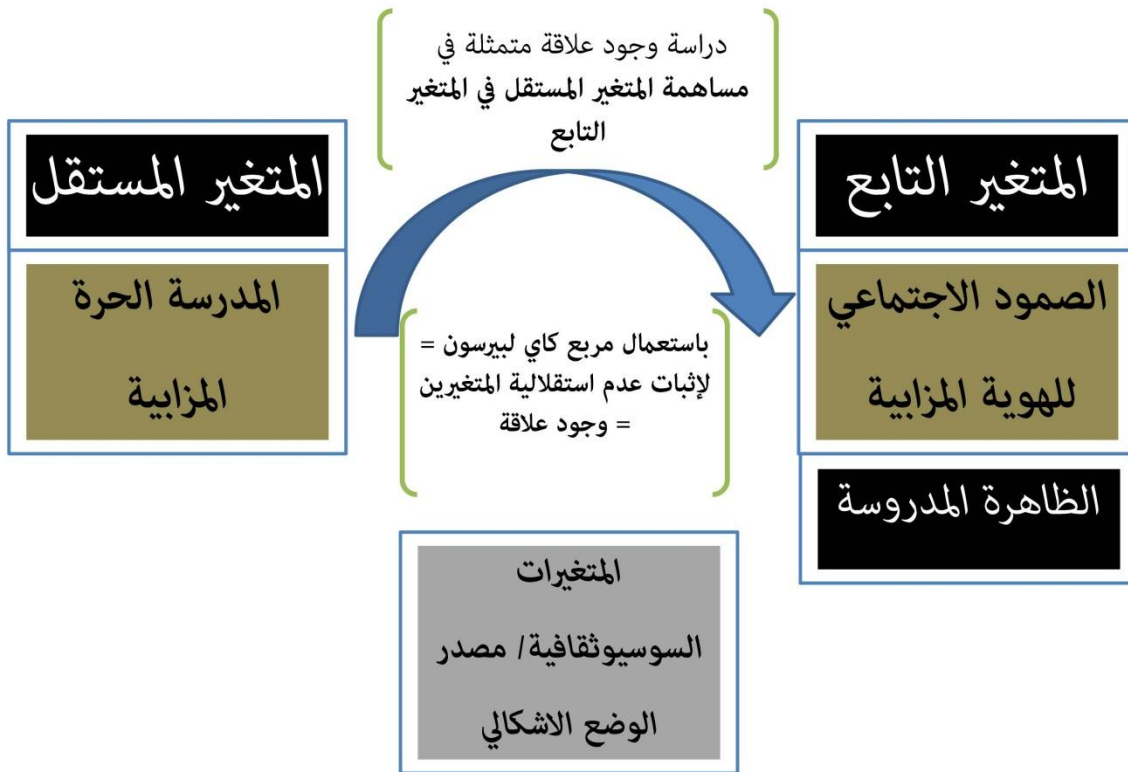 دراسة وجود علاقة متمثلة في
مساهمة المتغير المستقل في المتغير
التابع
المتغير التابع
الصمود الاجتماعي
للهوية المزابية
الظاهرة المدروسة
المتغير المستقل
المدرسة الحرة
المزابية
باستعمال مربع كاي لبيرسون =
لإثبات عدم استقلالية المتغيرين
= وجود علاقة
المتغيرات
السوسيوثقافية/ مصدر
الوضع الاشكالي